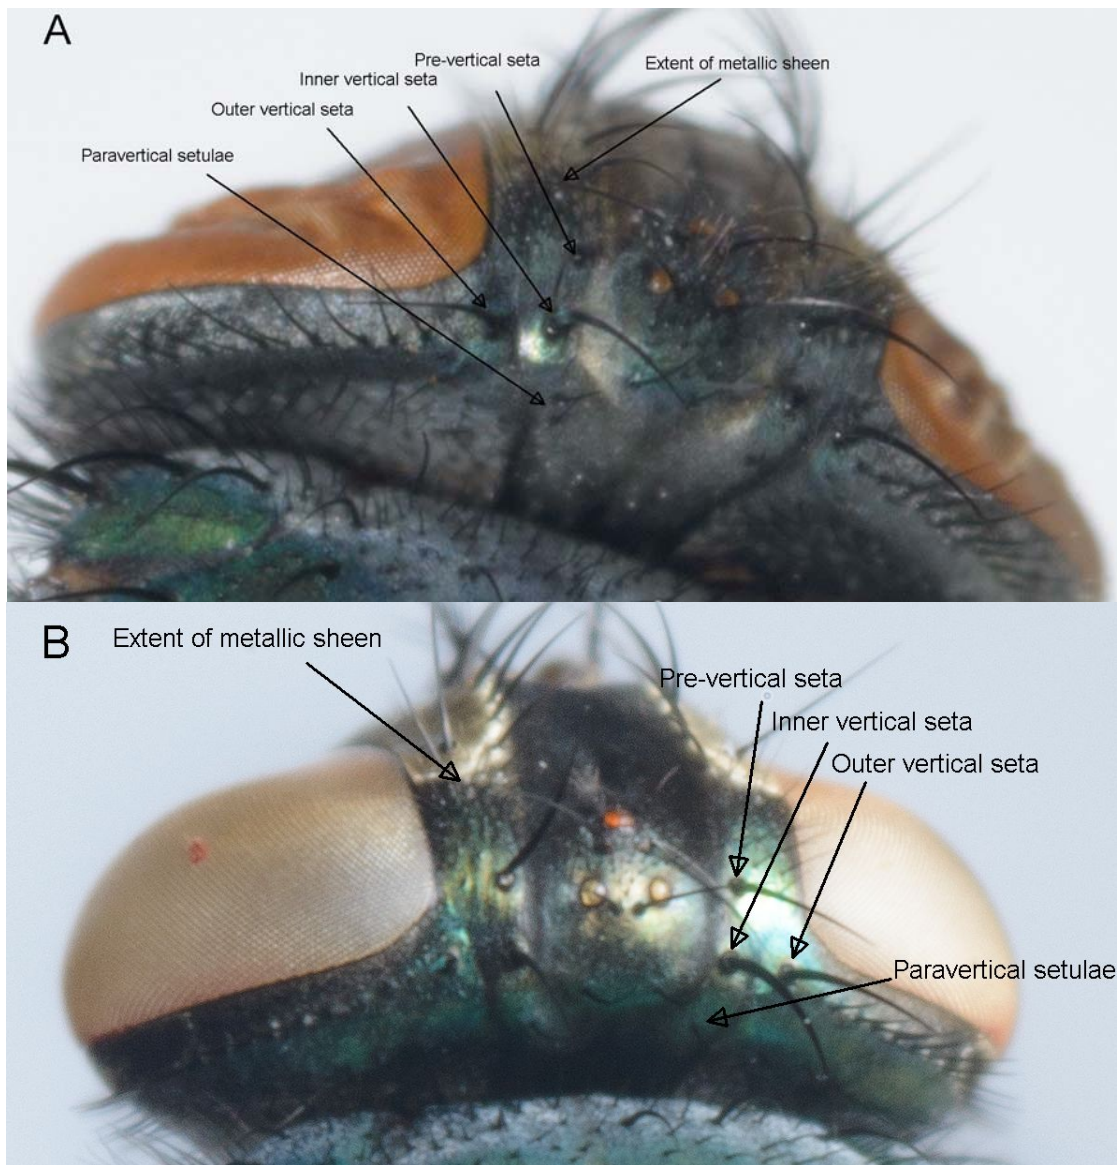 A
Pre-vertical seta
Extent of metallic sheen
Inner vertical seta
Outer vertical seta
Paravertical setulae
B
Extent of metallic sheen
Pre-vertical seta
Inner vertical seta
Outer vertical seta
Paravertical setulae